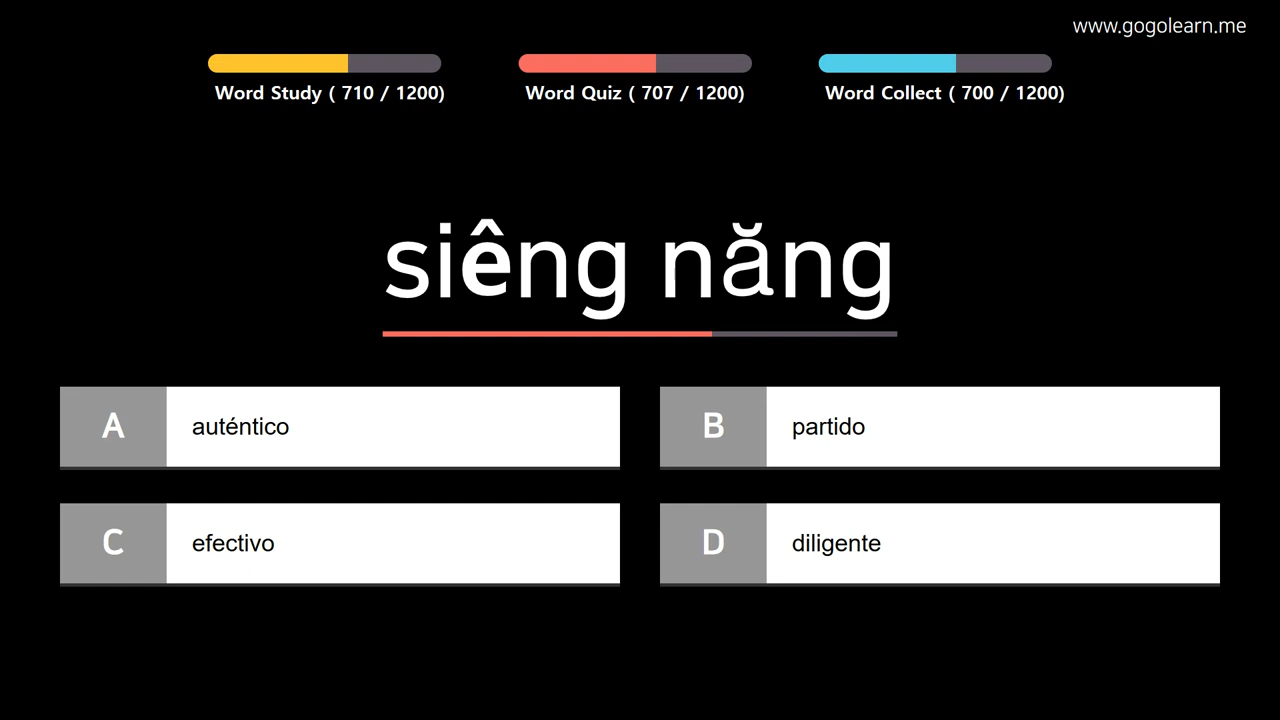 www.gogolearn.me
Word Study ( 710 / 1200)
Word Quiz ( 707 / 1200)
Word Collect ( 700 / 1200)
siêng năng
A auténtico
B partido
C efectivo
D diligente